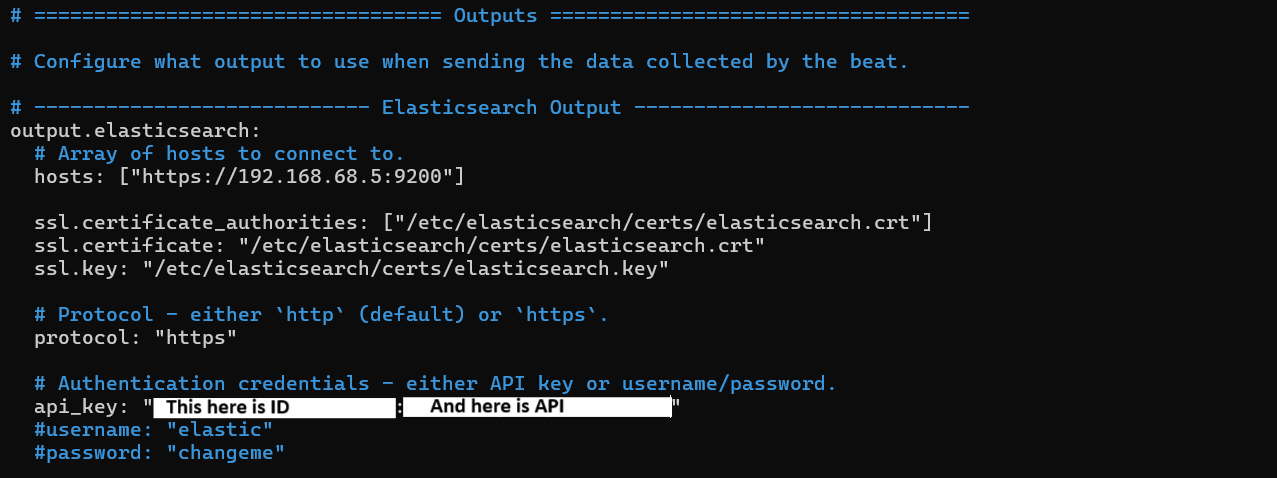 # ================================== Outputs ===================================

# Configure what output to use when sending the data collected by the beat.

# ---------------------------- Elasticsearch Output ----------------------------
output.elasticsearch:
  # Array of hosts to connect to.
  hosts: ["https://192.168.68.5:9200"]

  ssl.certificate_authorities: ["/etc/elasticsearch/certs/elasticsearch.crt"]
  ssl.certificate: "/etc/elasticsearch/certs/elasticsearch.crt"
  ssl.key: "/etc/elasticsearch/certs/elasticsearch.key"

  # Protocol - either `http` (default) or `https`.
  protocol: "https"

  # Authentication credentials - either API key or username/password.
  api_key: "This here is ID:And here is API"
  #username: "elastic"
  #password: "changeme"